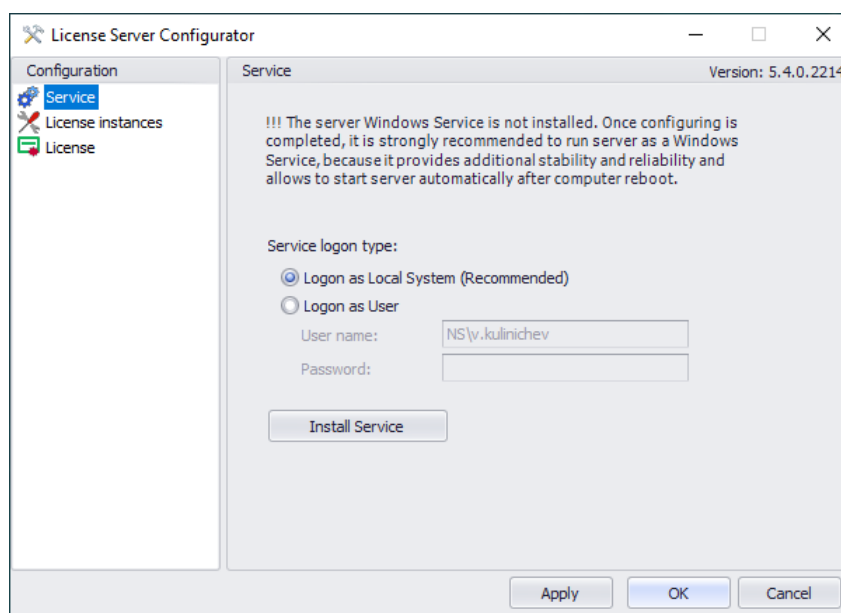 License Server Configurator
Configuration
Service
License instances
License
Service
Version: 5.4.0.2214
!!! The server Windows Service is not installed. Once configuring is
completed, it is strongly recommended to run server as a Windows
Service, because it provides additional stability and reliability and
allows to start server automatically after computer reboot.
Service logon type:
Logon as Local System (Recommended)
Logon as User
User name:
NS\v.kulinichev
Password:
Install Service
Apply
OK
Cancel